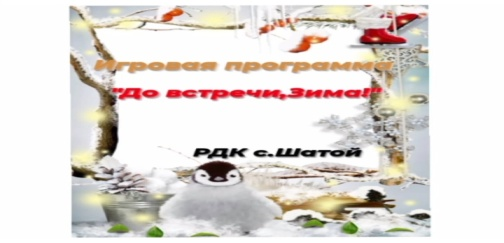 Игровая программа
"До встречи,Зима!"
РДК с.Шатой